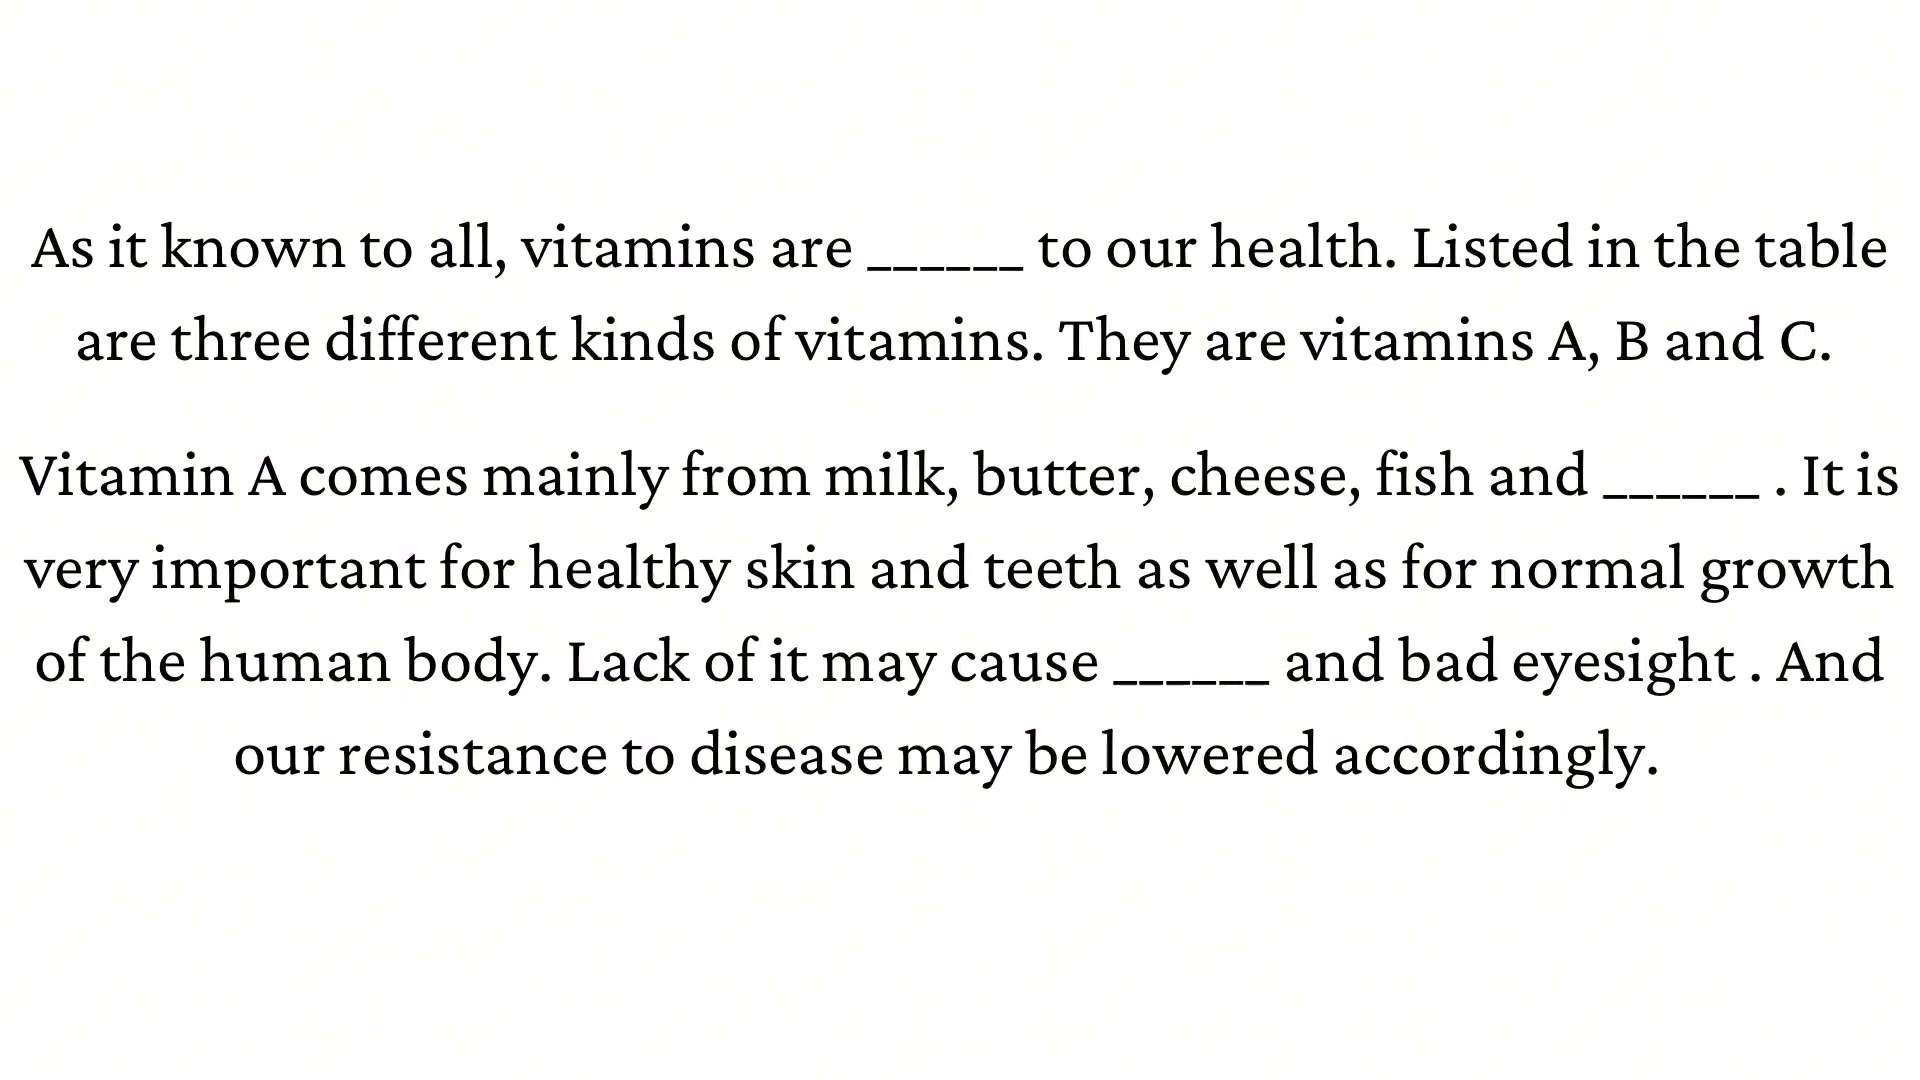 As it known to all, vitamins are ______ to our health. Listed in the table
are three different kinds of vitamins. They are vitamins A, B and C.
Vitamin A comes mainly from milk, butter, cheese, fish and ______ . It is
very important for healthy skin and teeth as well as for normal growth
of the human body. Lack of it may cause ______ and bad eyesight . And
our resistance to disease may be lowered accordingly.